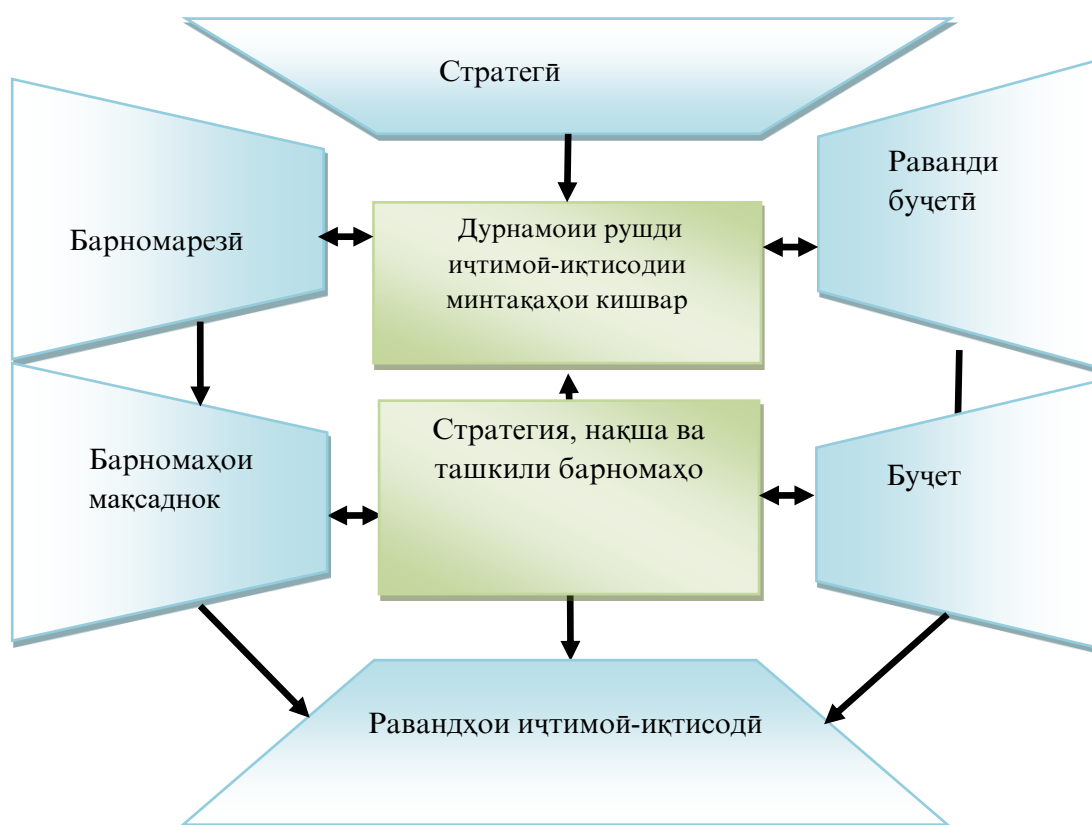 Стратегӣ
Раванди
буҷетӣ
Барномарезӣ
Дурнамоии рушди
иҷтимоӣ-иқтисодии
минтақаҳои кишвар
Барномаҳои
мақсаднок
Стратегия, нақша ва
ташкили барномаҳо
Буҷет
Равандҳои иҷтимоӣ-иқтисодӣ